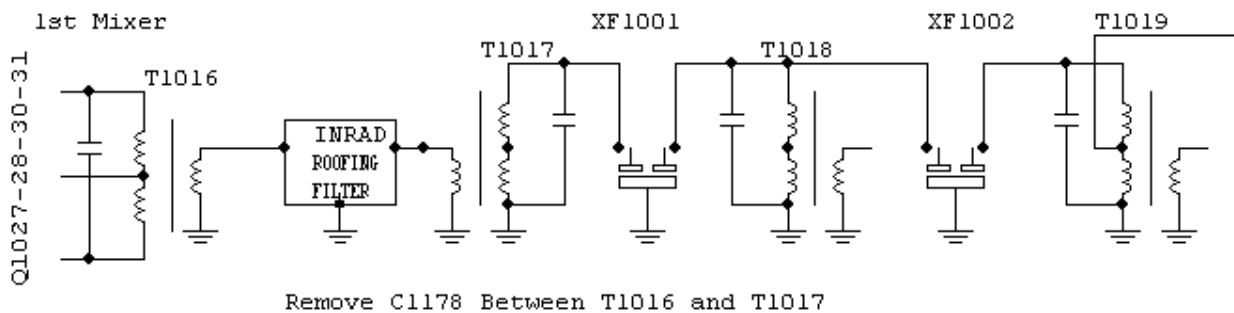 1st Mixer
XF1001
XF1002
T1019
T1017
T1018
T1016
Q1027-28-30-31
INRAD
ROOFING
FILTER
Remove C1178 Between T1016 and T1017